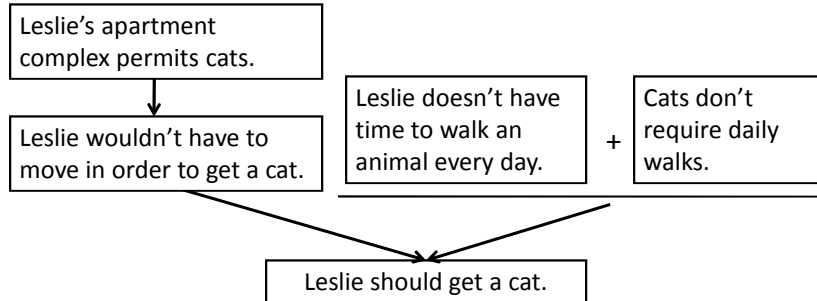 Leslie’s apartment
complex permits cats.
Leslie wouldn’t have to
move in order to get a cat.
Leslie doesn’t have
time to walk an
animal every day.
+
Cats don’t
require daily
walks.
Leslie should get a cat.